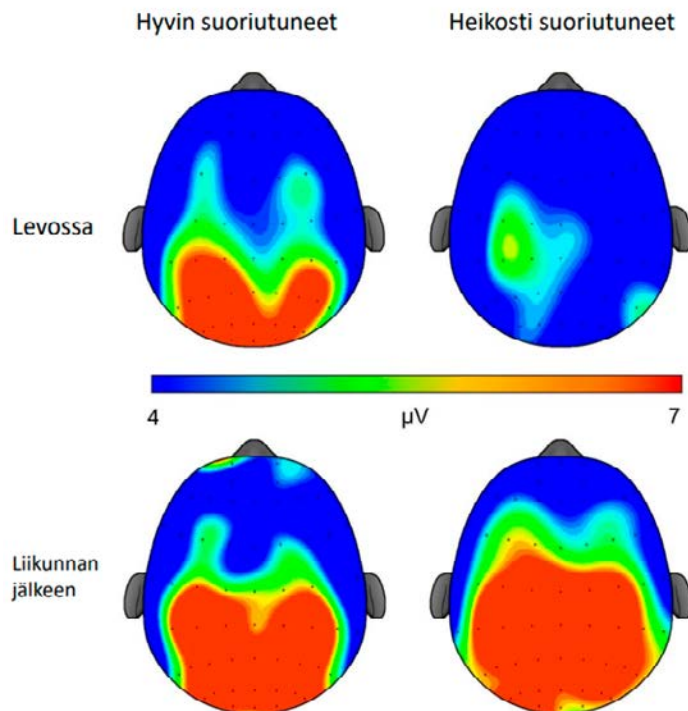 Hyvin suoriutuneet
Heikosti suoriutuneet
Levossa
4
µV
7
Liikunnan
jälkeen